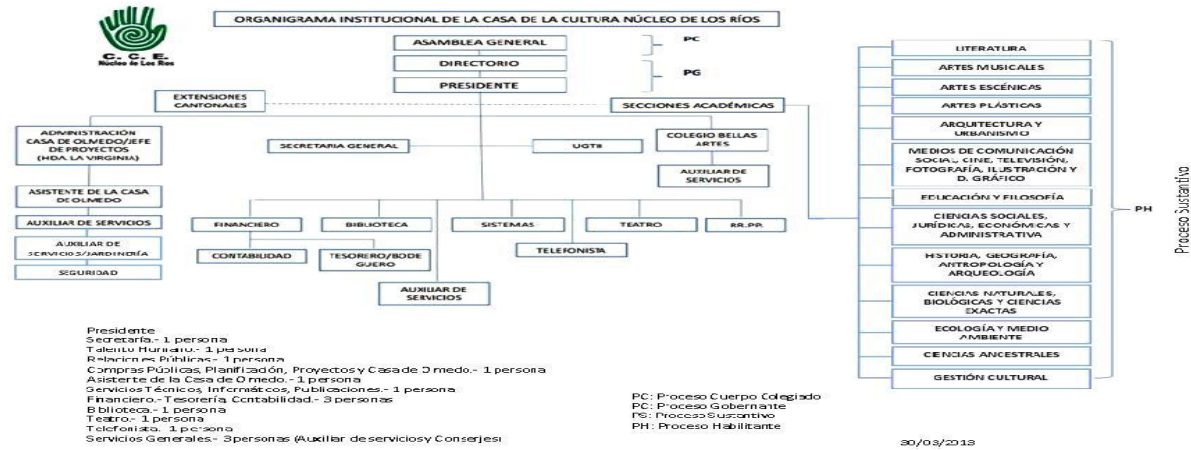 ORGANIGRAMA INSTITUCIONAL DE LA CASA DE LA CULTURA NÚCLEO DE LOS RÍOS
C. C. E.
Núcleo de Los Ríos
ASAMBLEA GENERAL
PC
DIRECTORIO
PG
PRESIDENTE
EXTENSIONES
CANTONALES
SECCIONES ACADÉMICAS
ADMINISTRACIÓN
CASA DE OLMEDO/JEFE
DE PROYECTOS
(HDA. LA VIRGINIA)
SECRETARIA GENERAL
UGTH
COLEGIO BELLAS
ARTES
AUXILIAR DE
SERVICIOS
ASISTENTE DE LA CASA
DE OLMEDO
AUXILIAR DE SERVICIOS
AUXILIAR DE
SERVICIOS/JARDINERÍA
SEGURIDAD
FINANCIERO
BIBLIOTECA
SISTEMAS
TEATRO
RR.PP.
CONTABILIDAD
TESORERO/BODE
GUERO
TELEFONISTA
AUXILIAR DE
SERVICIOS
LITERATURA
ARTES MUSICALES
ARTES ESCÉNICAS
ARTES PLÁSTICAS
ARQUITECTURA Y
URBANISMO
MEDIOS DE COMUNICACIÓN
SOCIAL, CINE, TELEVISIÓN,
FOTOGRAFÍA, ILUSTRACIÓN Y
D. GRÁFICO
EDUCACIÓN Y FILOSOFÍA
CIENCIAS SOCIALES,
JURÍDICAS, ECONÓMICAS Y
ADMINISTRATIVA
HISTORIA, GEOGRAFÍA,
ANTROPOLOGÍA Y
ARQUEOLOGÍA
CIENCIAS NATURALES,
BIOLÓGICAS Y CIENCIAS
EXACTAS
ECOLOGÍA Y MEDIO
AMBIENTE
CIENCIAS ANCESTRALES
GESTIÓN CULTURAL
PH
Proceso Sustantivo
Presidente
Secretaría.- 1 persona
Talento Humano.- 1 persona
Relaciones Públicas.- 1 persona
Compras Públicas, Planificación, Proyectos y Casa de Olmedo.- 1 persona
Asistente de la Casa de Olmedo.- 1 persona
Servicios Técnicos, Informáticos, Publicaciones.- 1 persona
Financiero.- Tesorería, Contabilidad.- 3 personas
Biblioteca.- 1 persona
Teatro.- 1 persona
Telefonista.- 1 persona
Servicios Generales.- 3 personas (Auxiliar de servicios y Conserjes)
PC: Proceso Cuerpo Colegiado
PC: Proceso Gobernante
PS: Proceso Sustantivo
PH: Proceso Habilitante
30/03/2013